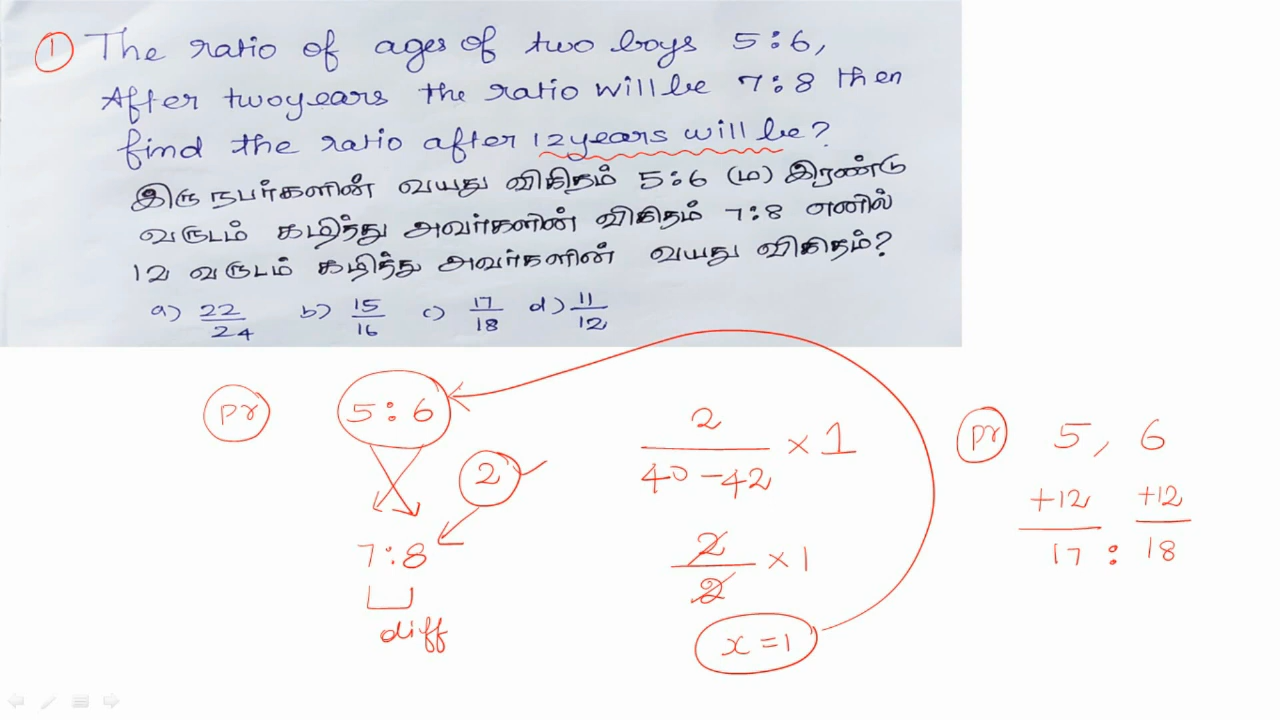 1 The ratio of ages of two boys 5:6,
After two years the ratio will be 7:8 then
find the ratio after 12 years will be?
இரு நபர்களின் வயது விகிதம் 5:6 (ம) இரண்டு
வருடம் கழித்து அவர்களின் விகிதம் 7:8 எனில்
12 வருடம் கழித்து அவர்களின் வயது விகிதம்?
a) 22/24 b) 15/16 c) 17/18 d) 11/12
pr 5:6
2
7:8
diff
2/40-42 × 1
2/2 × 1
x=1
pr 5, 6
+12 +12
17 : 18